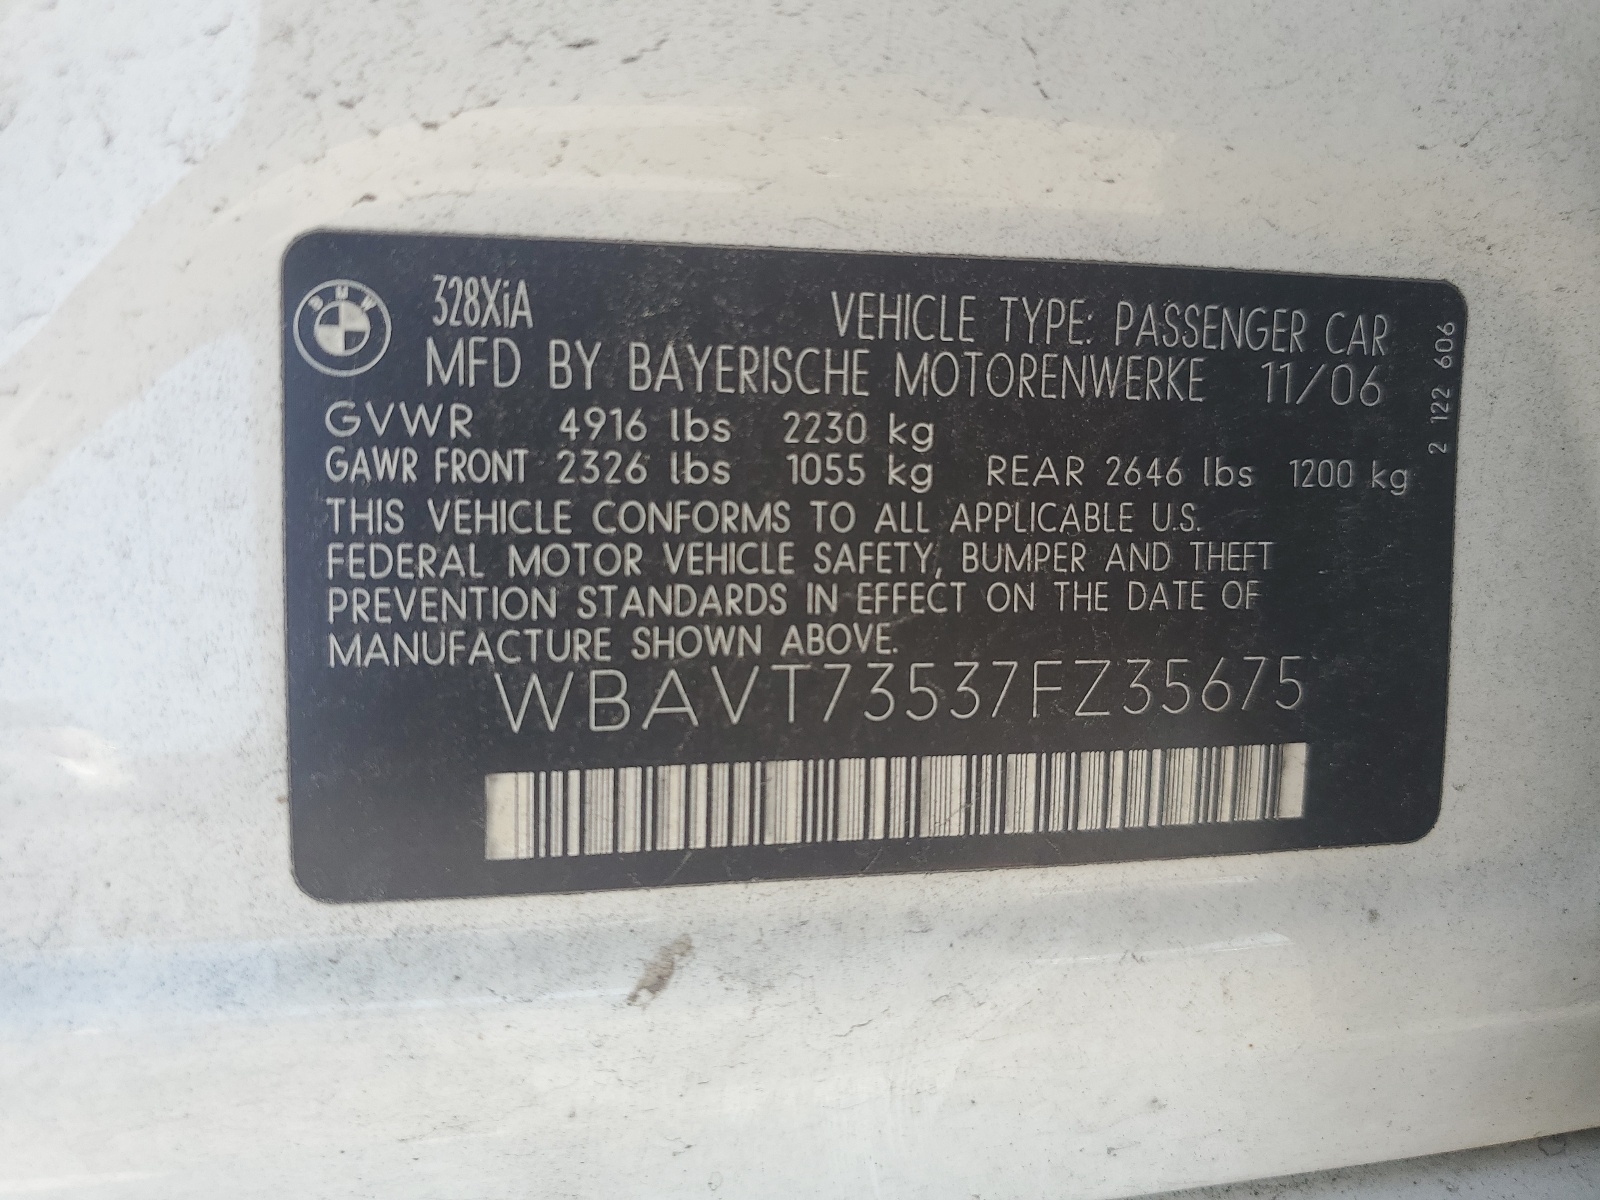 BMW
328XiA
VEHICLE TYPE: PASSENGER CAR
MFD BY BAYERISCHE MOTORENWERKE 11/06
GVWR 4916 lbs 2230 kg
GAWR FRONT 2326 lbs 1055 kg REAR 2646 lbs 1200 kg
THIS VEHICLE CONFORMS TO ALL APPLICABLE U.S.
FEDERAL MOTOR VEHICLE SAFETY, BUMPER AND THEFT
PREVENTION STANDARDS IN EFFECT ON THE DATE OF
MANUFACTURE SHOWN ABOVE.
WBAVT73537FZ35675
2 122 606